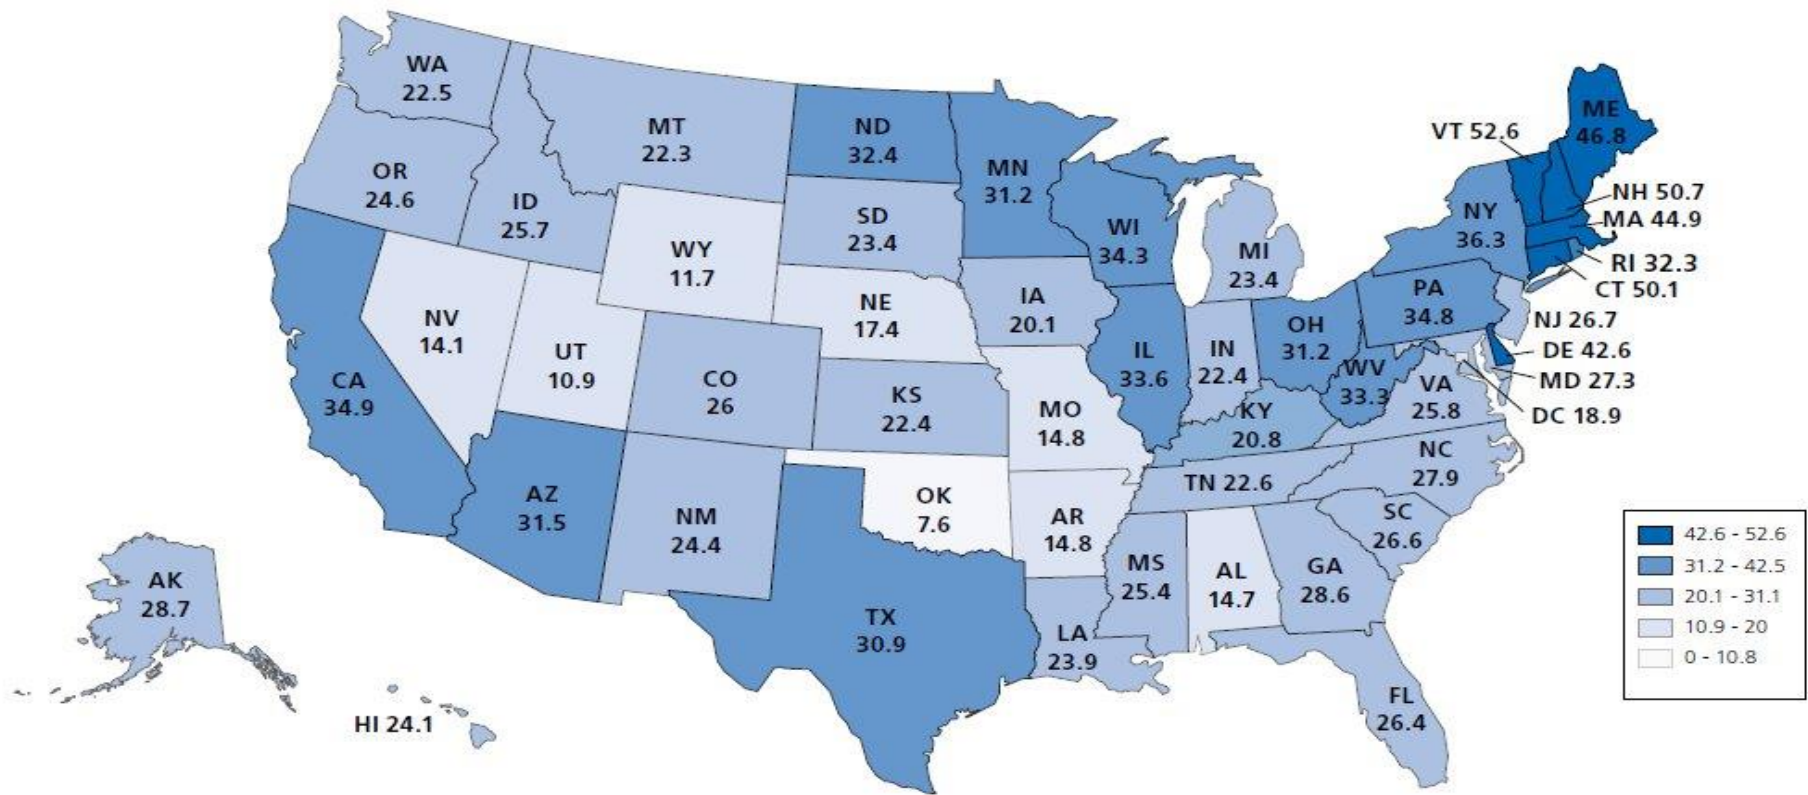 WA
22.5
MT
22.3
ND
32.4
MN
31.2
ME
46.8
VT 52.6
OR
24.6
ID
25.7
SD
23.4
WI
34.3
NH 50.7
NY
36.3
MA 44.9
WY
11.7
MI
23.4
RI 32.3
CT 50.1
NE
17.4
IA
20.1
PA
34.8
NV
14.1
UT
10.9
IL
33.6
IN
22.4
OH
31.2
NJ 26.7
DE 42.6
MD 27.3
DC 18.9
CA
34.9
CO
26
KS
22.4
MO
14.8
WV
33.3
VA
25.8
KY
20.8
NC
27.9
TN 22.6
AZ
31.5
NM
24.4
OK
7.6
AR
14.8
SC
26.6
MS
25.4
AL
14.7
GA
28.6
AK
28.7
TX
30.9
LA
23.9
FL
26.4
HI 24.1
42.6 - 52.6
31.2 - 42.5
20.1 - 31.1
10.9 - 20
0 - 10.8